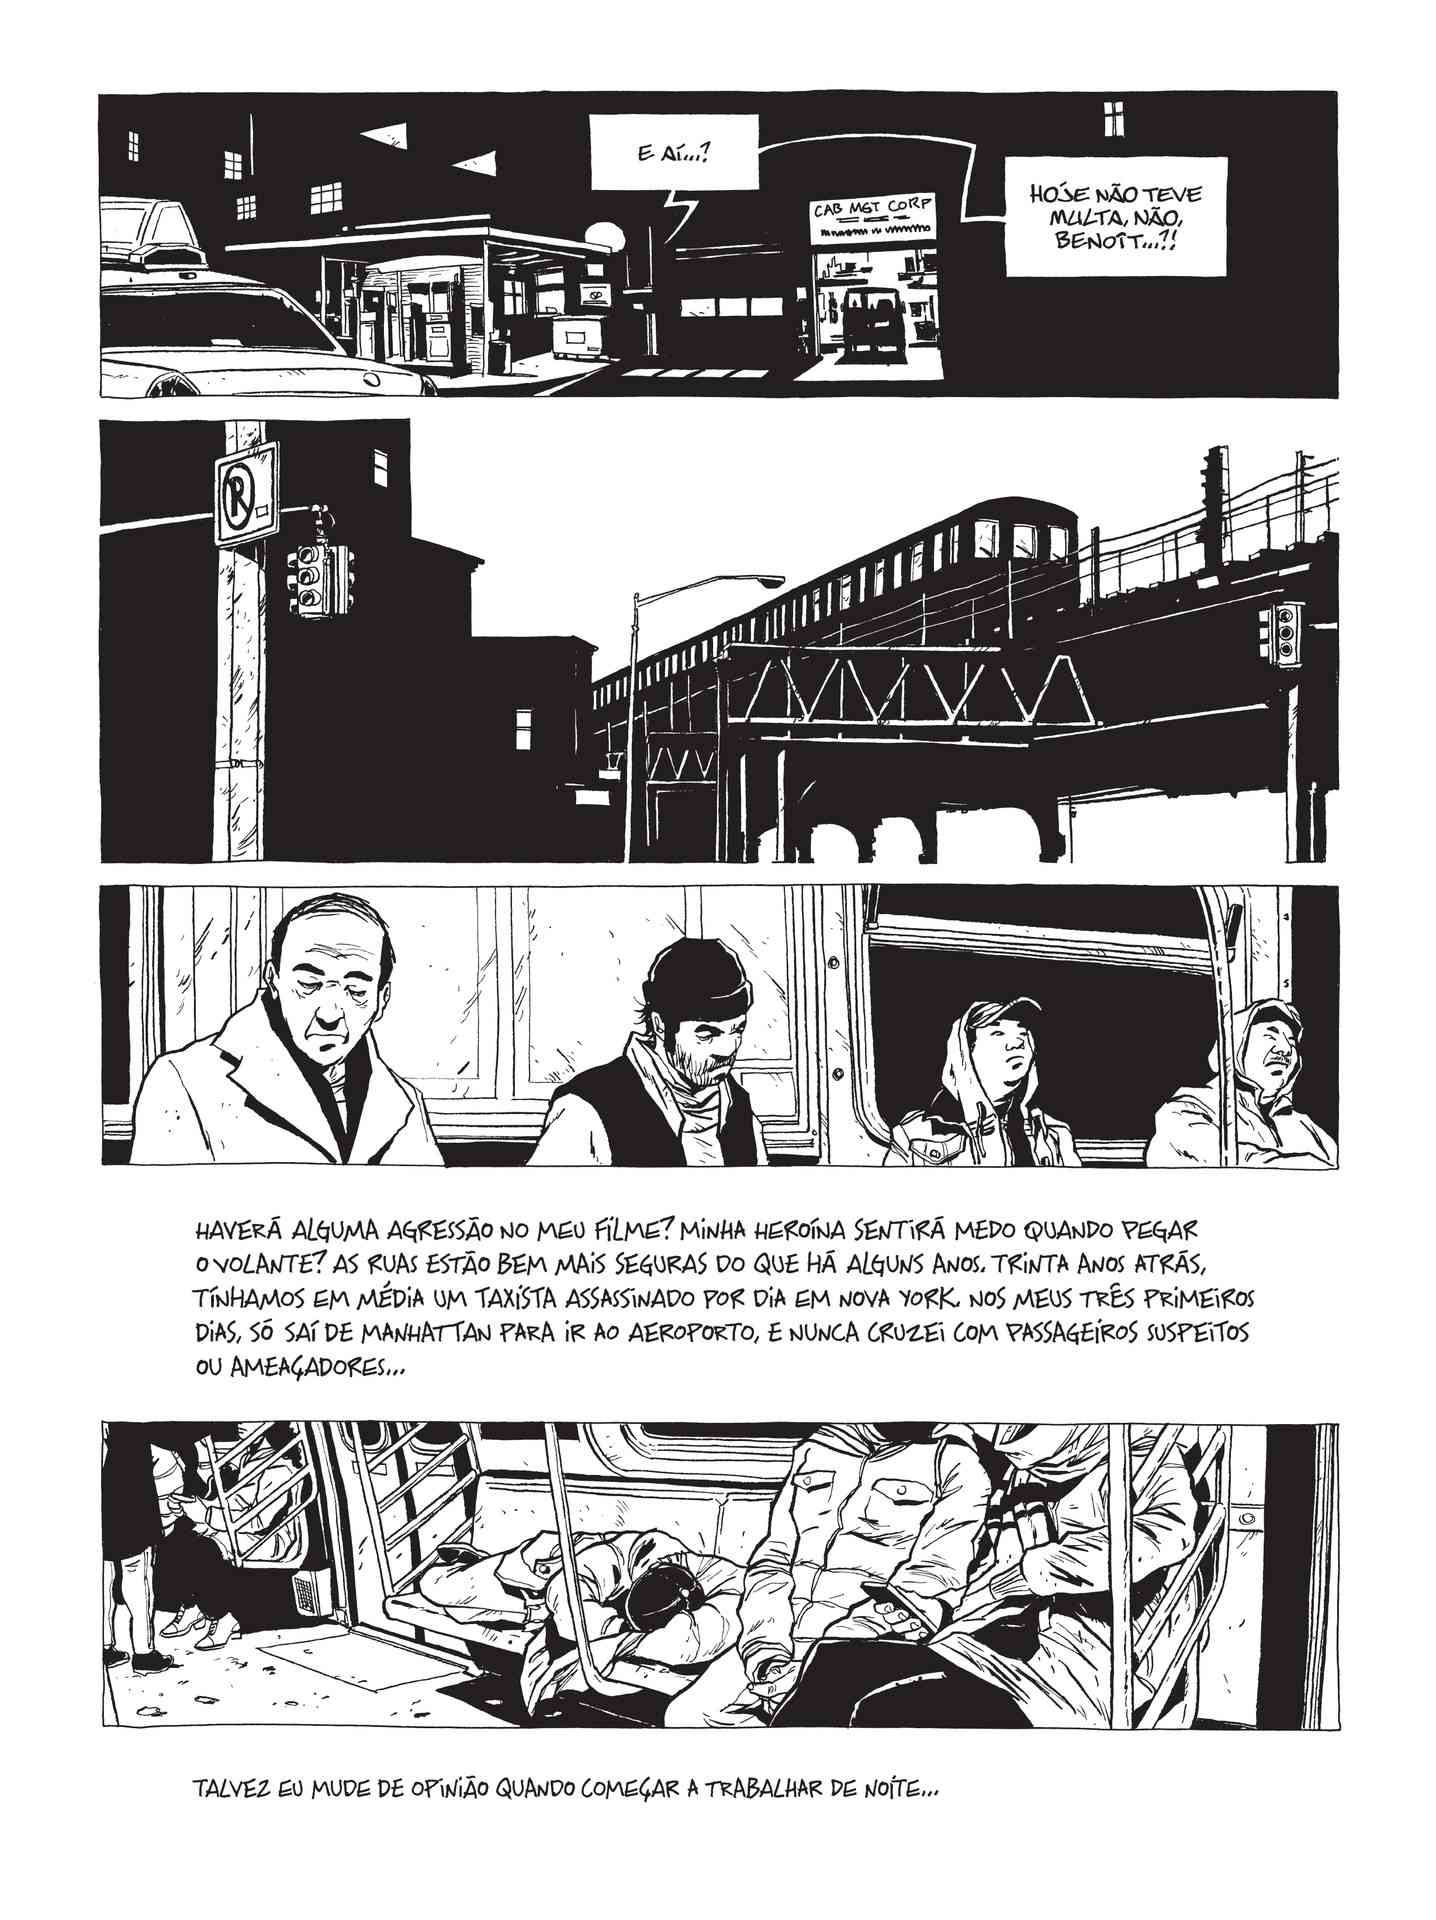 E AÍ...?
HOJE NÃO TEVE
MULTA, NÃO,
BENOÎT...?!
CAB MGT CORP
R
HAVERÁ ALGUMA AGRESSÃO NO MEU FILME? MINHA HEROÍNA SENTIRÁ MEDO QUANDO PEGAR
O VOLANTE? AS RUAS ESTÃO BEM MAIS SEGURAS DO QUE HÁ ALGUNS ANOS. TRINTA ANOS ATRÁS,
TÍNHAMOS EM MÉDIA UM TAXISTA ASSASSINADO POR DIA EM NOVA YORK. NOS MEUS TRÊS PRIMEIROS
DIAS, SÓ SAÍ DE MANHATTAN PARA IR AO AEROPORTO, E NUNCA CRUZEI COM PASSAGEIROS SUSPEITOS
OU AMEAÇADORES...
TALVEZ EU MUDE DE OPINIÃO QUANDO COMEÇAR A TRABALHAR DE NOITE...